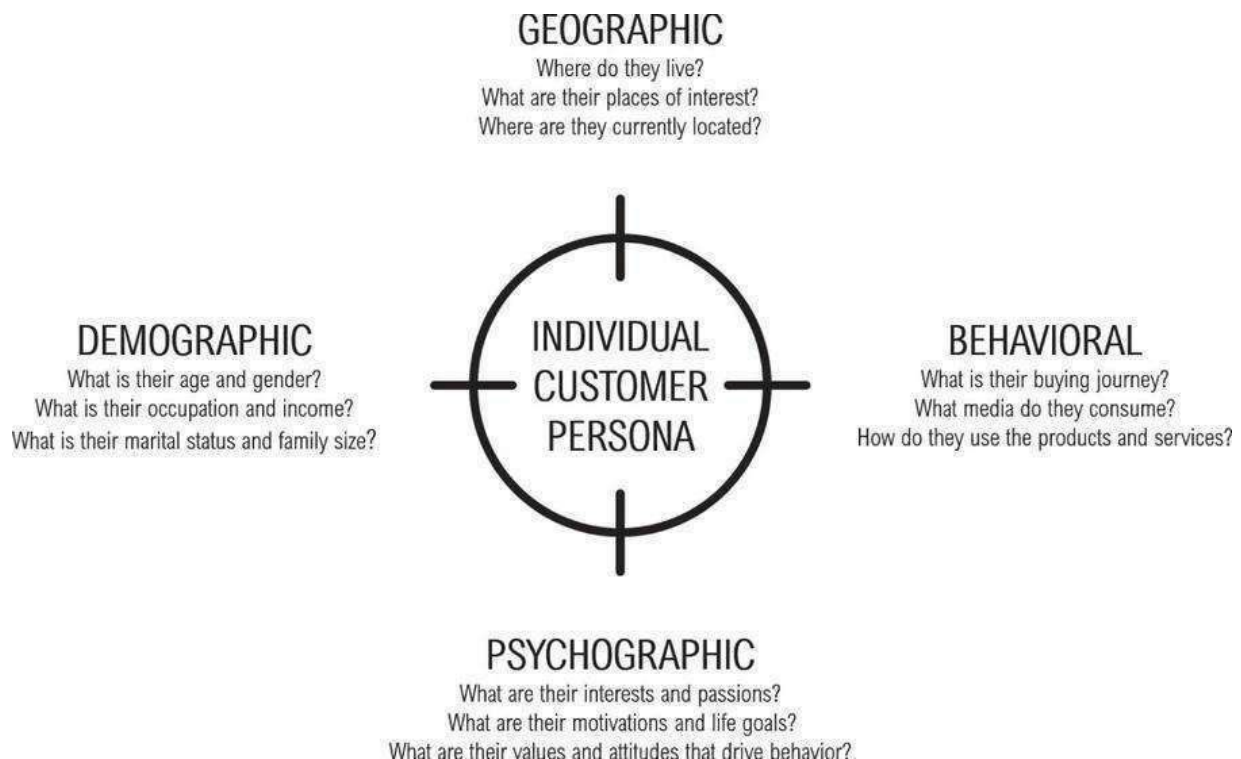 GEOGRAPHIC
Where do they live?
What are their places of interest?
Where are they currently located?
DEMOGRAPHIC
What is their age and gender?
What is their occupation and income?
What is their marital status and family size?
INDIVIDUAL
CUSTOMER
PERSONA
BEHAVIORAL
What is their buying journey?
What media do they consume?
How do they use the products and services?
PSYCHOGRAPHIC
What are their interests and passions?
What are their motivations and life goals?
What are their values and attitudes that drive behavior?